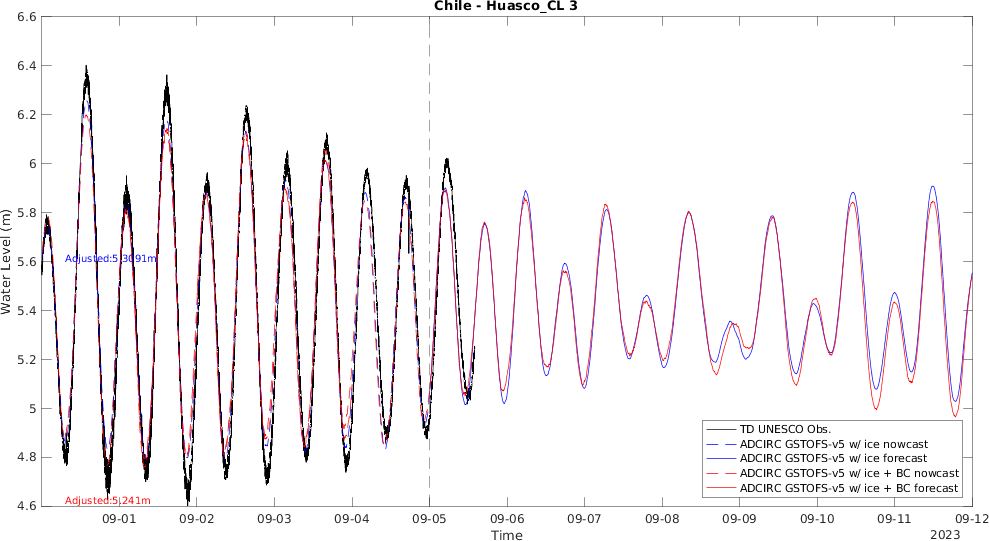 Chile - Huasco_CL 3
6.6
6.4
6.2
6
5.8
5.6
5.4
5.2
5
4.8
4.6
Water Level (m)
Adjusted:5.3091m
Adjusted:5.241m
TD UNESCO Obs.
ADCIRC GSTOFS-v5 w/ ice nowcast
ADCIRC GSTOFS-v5 w/ ice forecast
ADCIRC GSTOFS-v5 w/ ice + BC nowcast
ADCIRC GSTOFS-v5 w/ ice + BC forecast
09-01 09-02 09-03 09-04 09-05 09-06 09-07 09-08 09-09 09-10 09-11 09-12
Time
2023